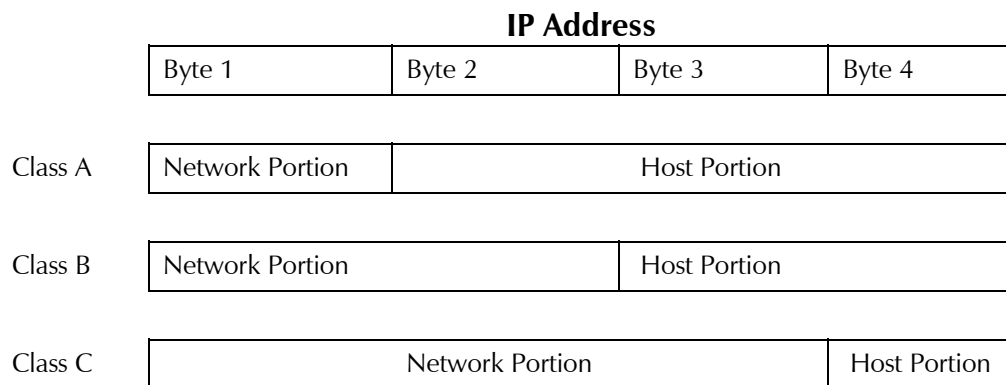 IP Address
Byte 1 Byte 2 Byte 3 Byte 4
Class A Network Portion Host Portion
Class B Network Portion Host Portion
Class C Network Portion Host Portion